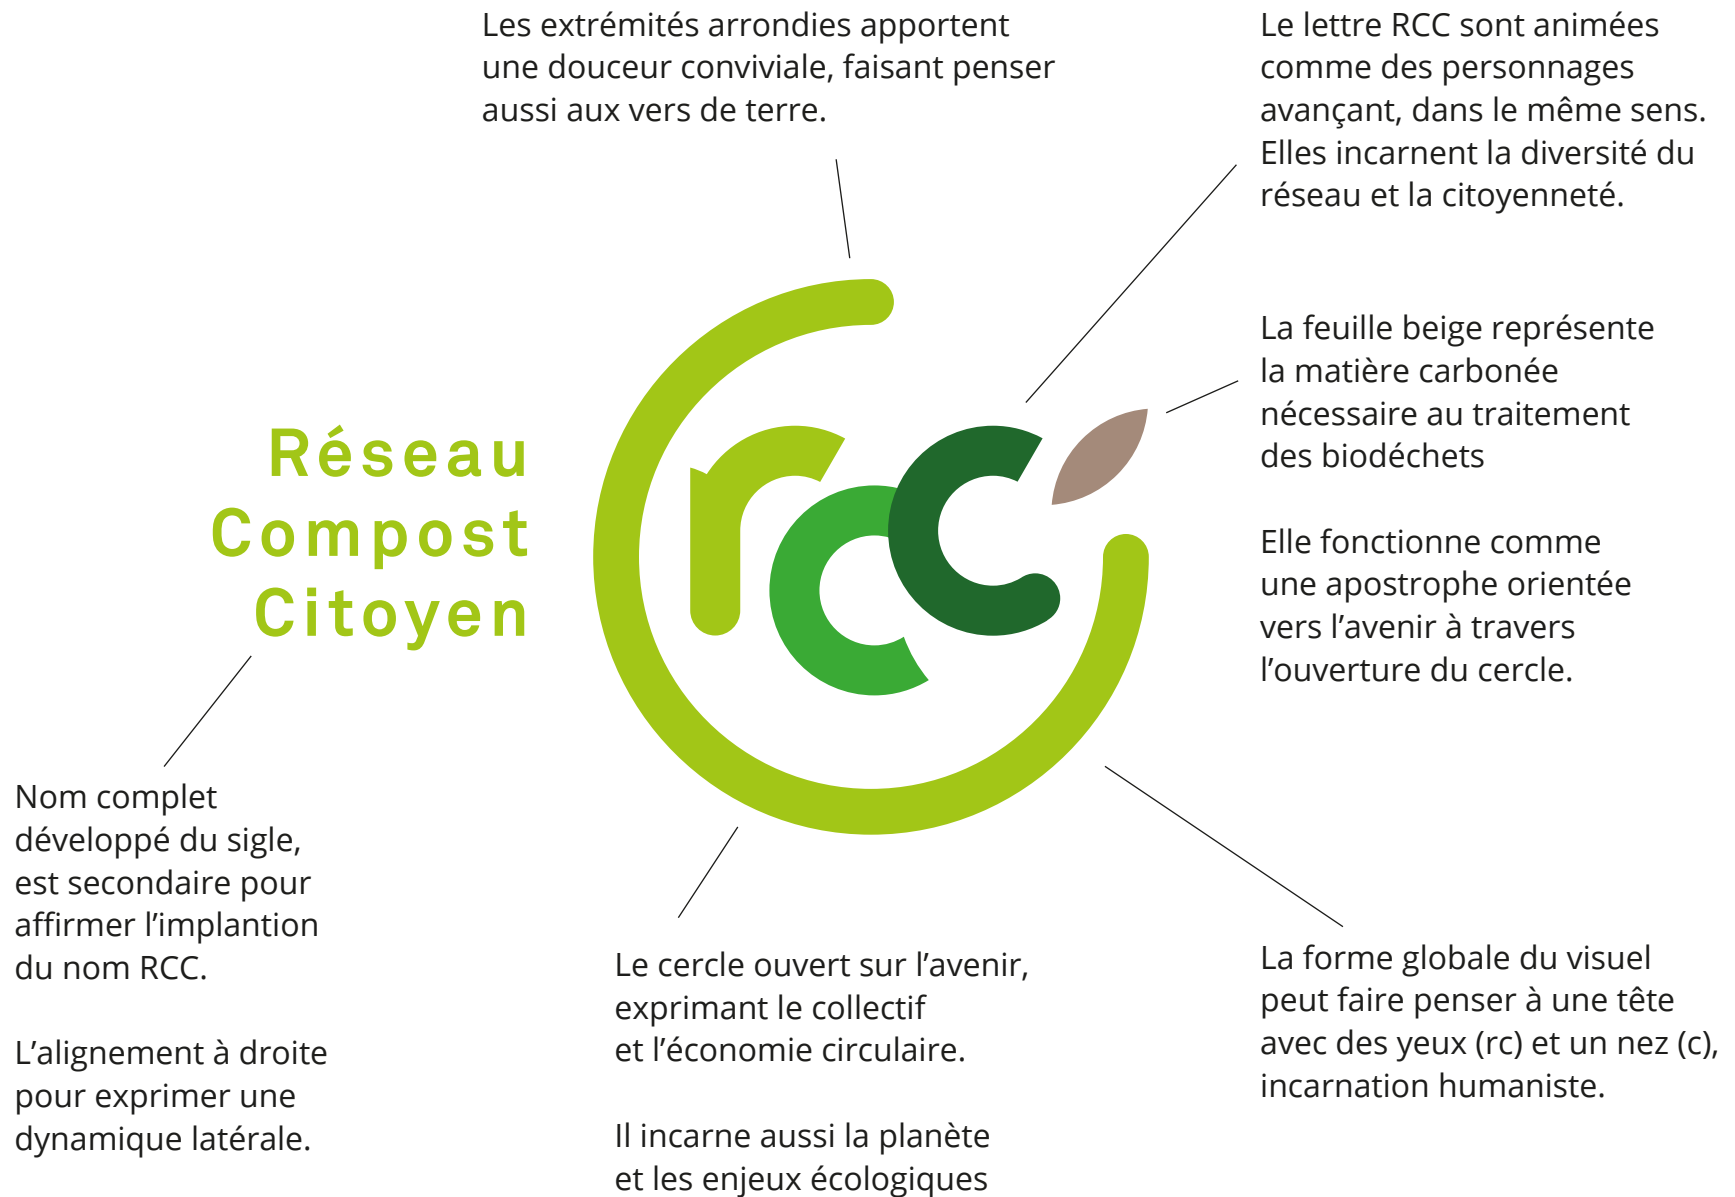 Les extrémités arrondies apportent
une douceur conviviale, faisant penser
aussi aux vers de terre.
Le lettre RCC sont animées
comme des personnages
avançant, dans le même sens.
Elles incarnent la diversité du
réseau et la citoyenneté.
La feuille beige représente
la matière carbonée
nécessaire au traitement
des biodéchets
Elle fonctionne comme
une apostrophe orientée
vers l’avenir à travers
l’ouverture du cercle.
Réseau
Compost
Citoyen
rcc
Nom complet
développé du sigle,
est secondaire pour
affirmer l’implantion
du nom RCC.
L’alignement à droite
pour exprimer une
dynamique latérale.
Le cercle ouvert sur l’avenir,
exprimant le collectif
et l’économie circulaire.
Il incarne aussi la planète
et les enjeux écologiques
La forme globale du visuel
peut faire penser à une tête
avec des yeux (rc) et un nez (c),
incarnation humaniste.